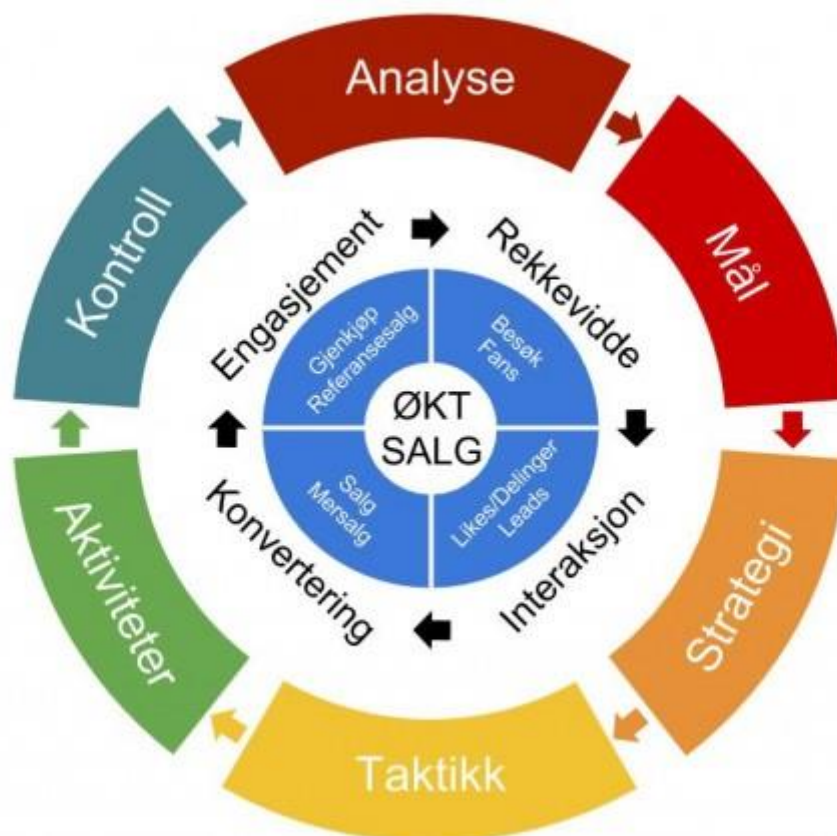 Analyse
Mål
Strategi
Taktikk
Aktiviteter
Kontroll
Rekkevidde
Interaksjon
Konvertering
Engasjement
Besøk
Fans
Likes/Delinger
Leads
Salg
Mersalg
Gjenkjøp
Referansesalg
ØKT
SALG